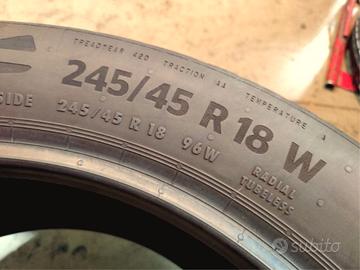 TREADWEAR 420 TRACTION AA TEMPERATURE A
245/45 R 18 W
SIDE 245/45 R 18 96W RADIAL
TUBELESS
subito